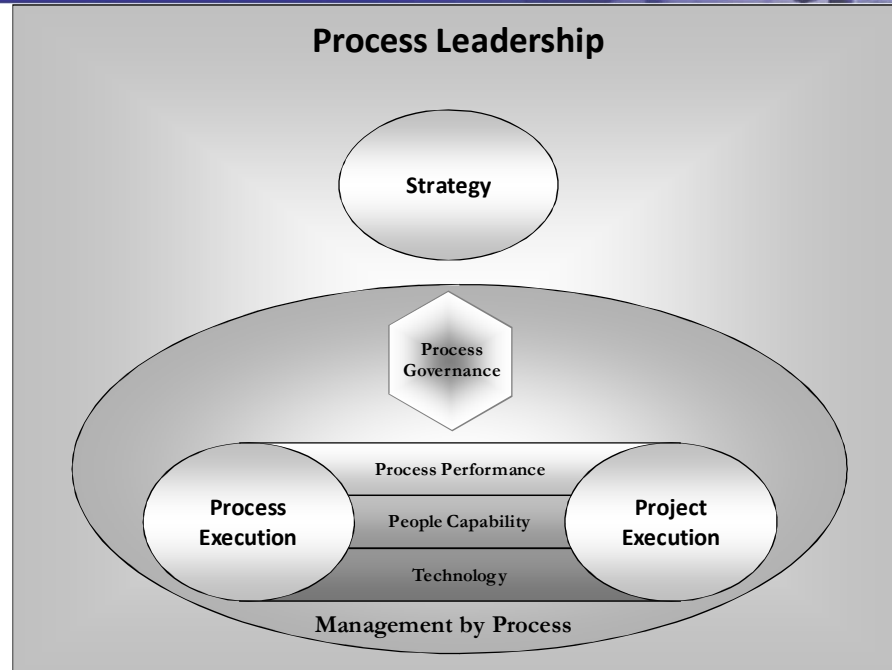 Process Leadership
Strategy
Process
Governance
Process Performance
Process
Execution
People Capability
Project
Execution
Technology
Management by Process